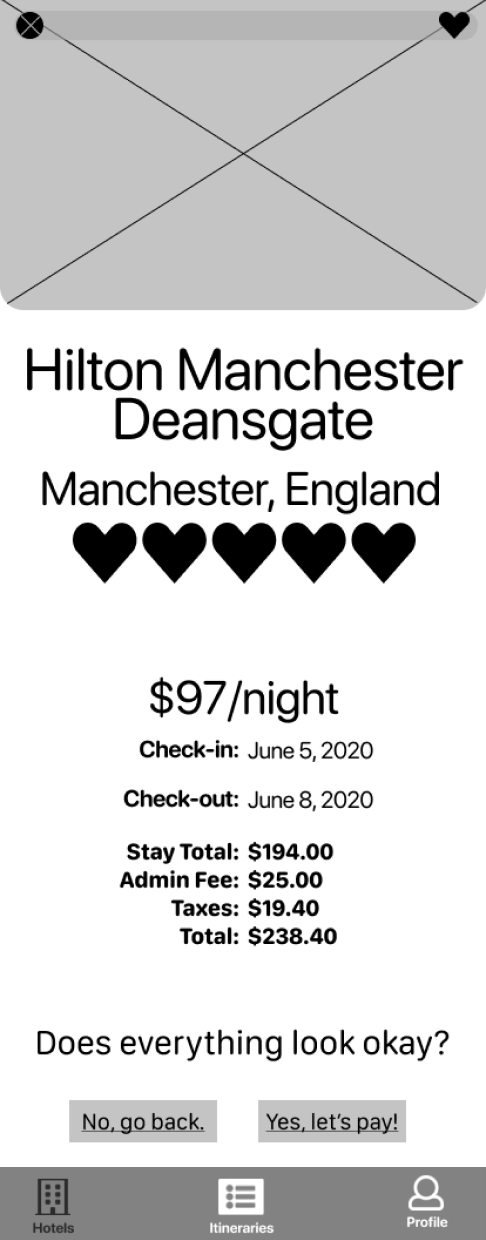 Hilton Manchester
Deansgate
Manchester, England
$97/night
Check-in: June 5, 2020
Check-out: June 8, 2020
Stay Total: $194.00
Admin Fee: $25.00
Taxes: $19.40
Total: $238.40
Does everything look okay?
No, go back. Yes, let's pay!
Hotels Itineraries Profile